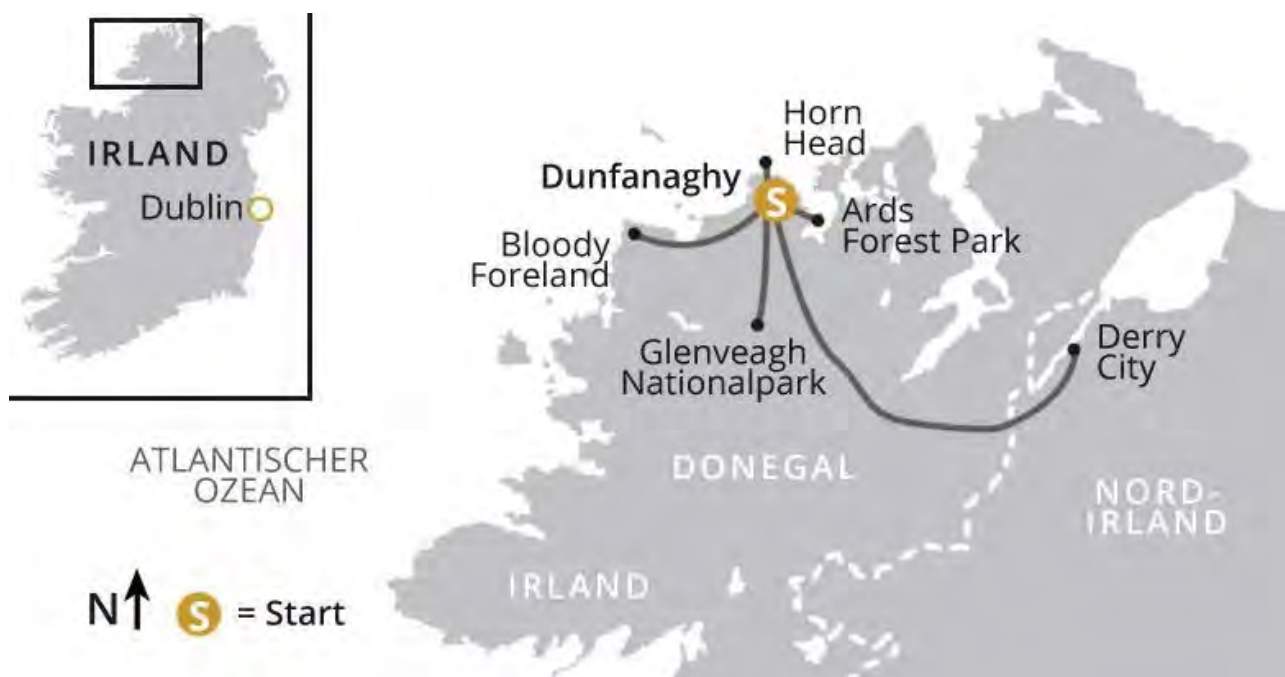 IRLAND
Dublin
Horn
Head
Dunfanaghy
S
Ards
Forest Park
Bloody
Foreland
Glenveagh
Nationalpark
Derry
City
ATLANTISCHER
OZEAN
DONEGAL
NORD-
IRLAND
IRLAND
N
S = Start